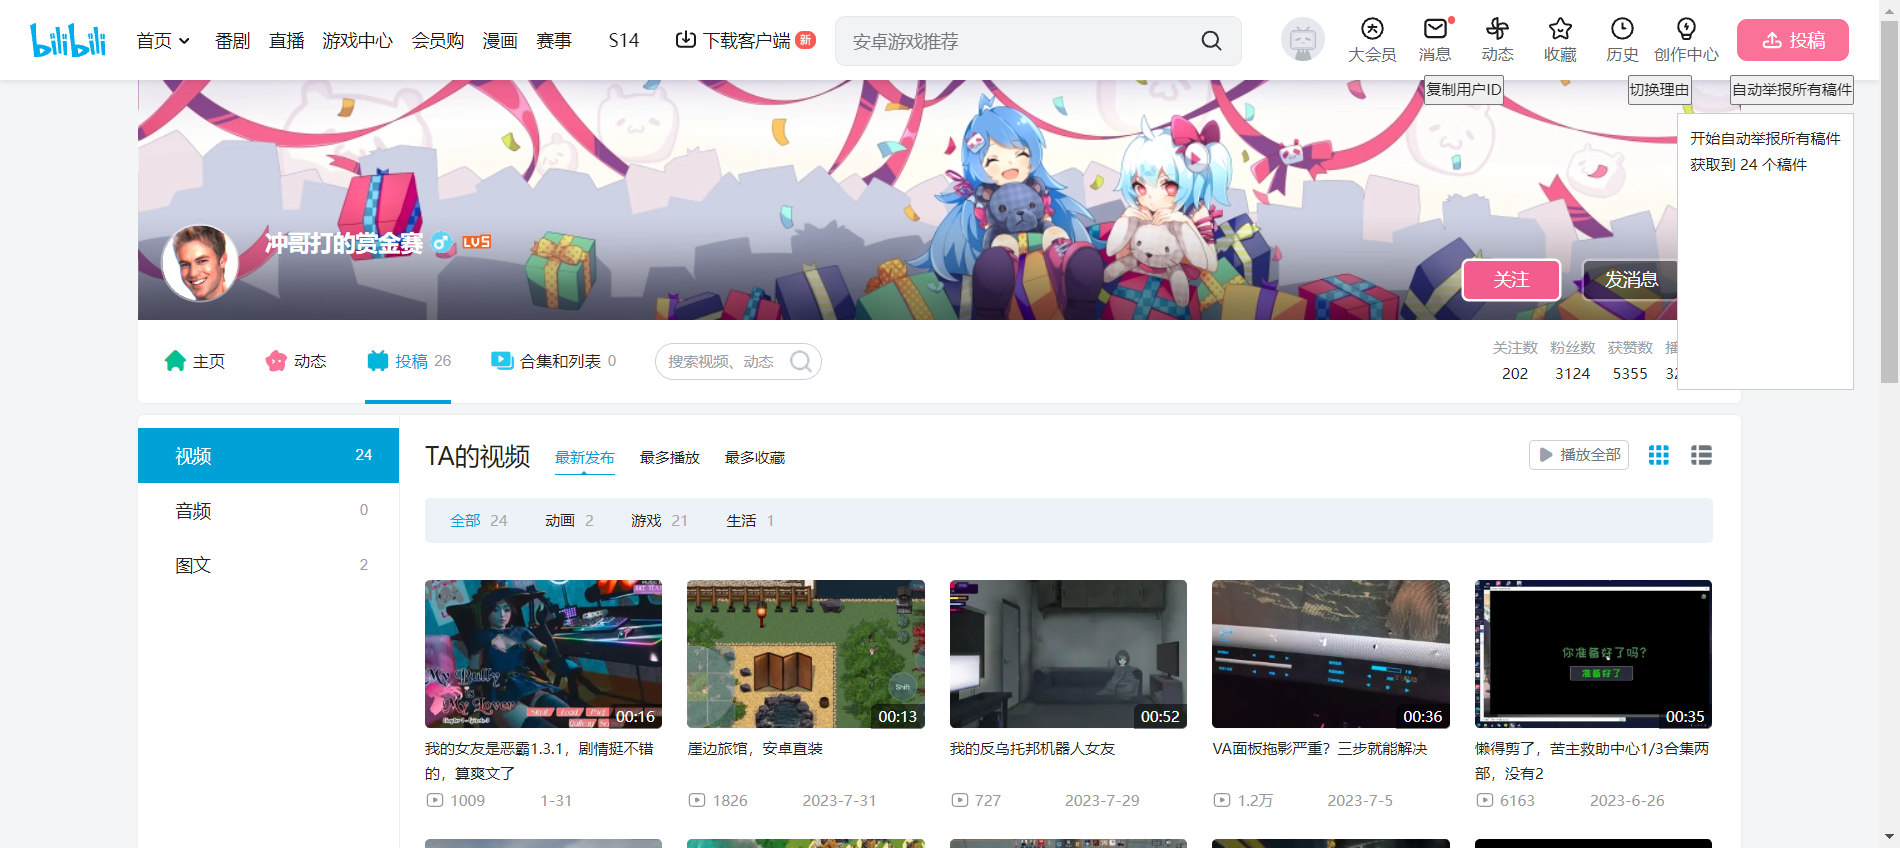 bilibili
首页
番剧
直播
游戏中心
会员购
漫画
赛事
S14
下载客户端
新
安卓游戏推荐
大会员
消息
动态
收藏
历史
创作中心
投稿
复制用户ID
切换理由
自动举报所有稿件
开始自动举报所有稿件
获取到 24 个稿件
冲哥打的赏金赛
LV5
关注
发消息
主页
动态
投稿 26
合集和列表 0
搜索视频、动态
关注数 粉丝数 获赞数 播
202 3124 5355 32
视频 24
音频 0
图文 2
TA的视频
最新发布
最多播放
最多收藏
播放全部
全部 24
动画 2
游戏 21
生活 1
My Bully is My Lover
00:16
Shift
00:13
00:52
00:36
你准备好了吗?
准备好了
00:35
我的女友是恶霸1.3.1，剧情挺不错
的，算爽文了
1009 1-31
崖边旅馆，安卓直装
1826 2023-7-31
我的反乌托邦机器人女友
727 2023-7-29
VA面板拖影严重？三步就能解决
1.2万 2023-7-5
懒得剪了，苦主救助中心1/3合集两
部，没有2
6163 2023-6-26